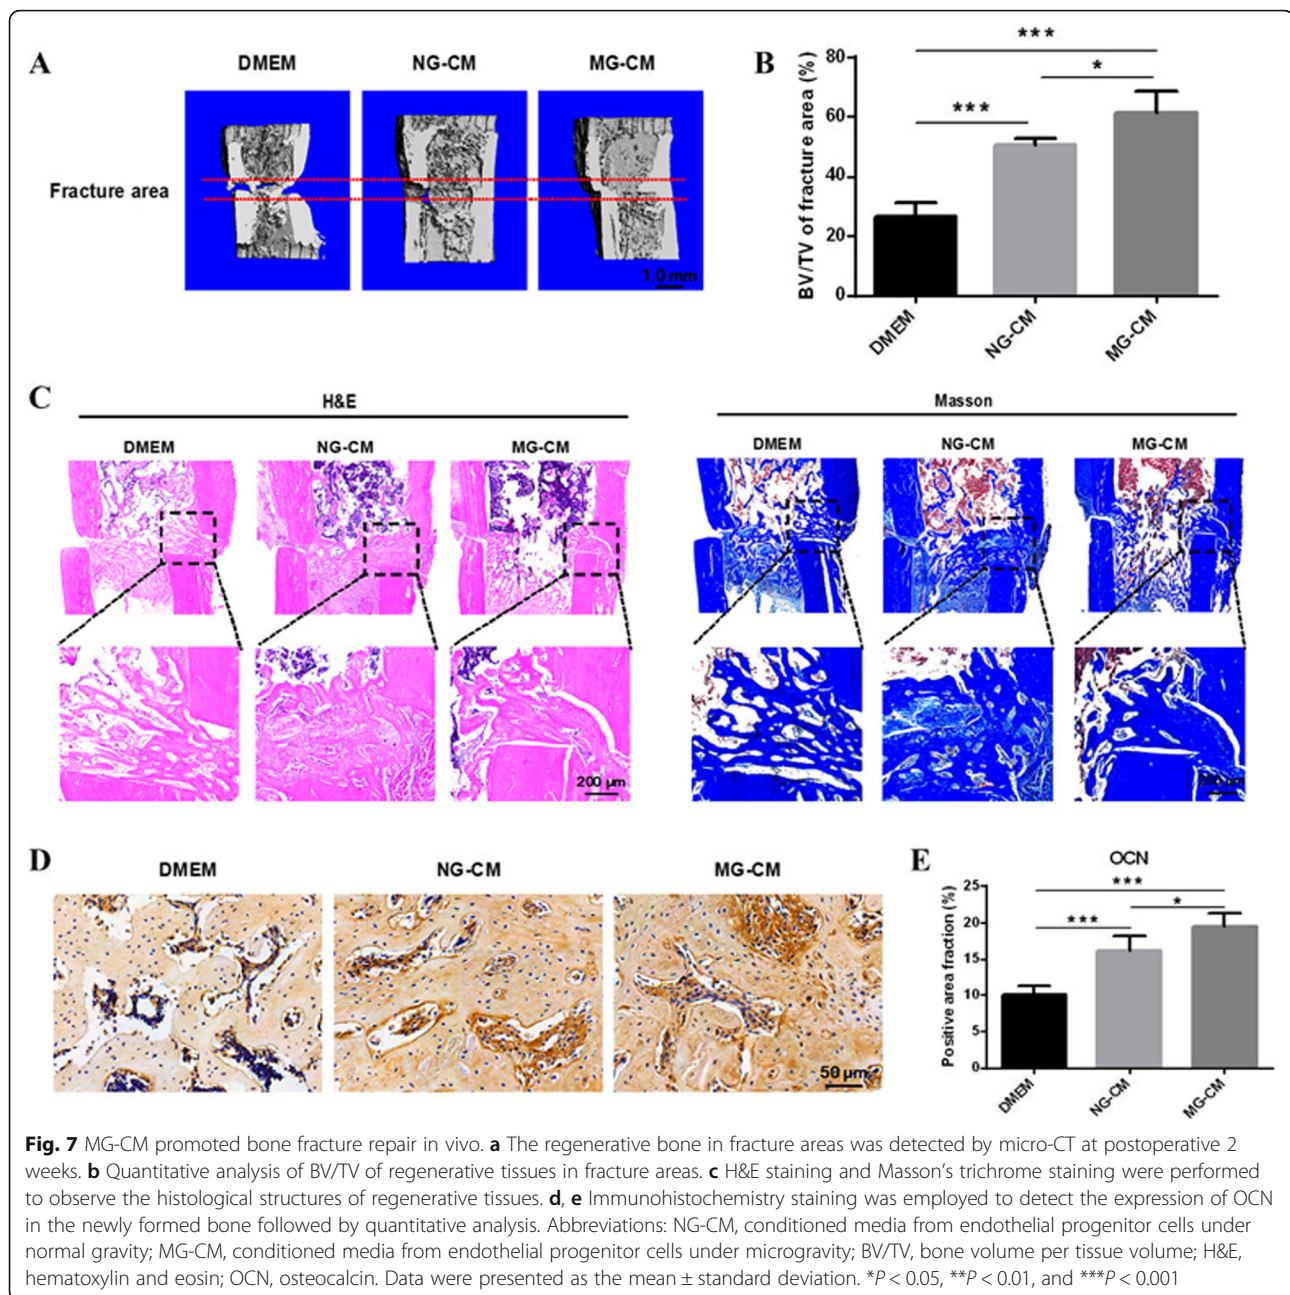 A
DMEM
NG-CM
MG-CM
Fracture area
1.0 mm
B
BV/TV of fracture area (%)
80
60
40
20
0
***
*
***
DMEM
NG-CM
MG-CM
C
H&E
Masson
DMEM
NG-CM
MG-CM
DMEM
NG-CM
MG-CM
200 µm
200 µm
D
DMEM
NG-CM
MG-CM
50 µm
E
OCN
Positive area fraction (%)
25
20
15
10
5
0
***
*
***
DMEM
NG-CM
MG-CM
Fig. 7 MG-CM promoted bone fracture repair in vivo. a The regenerative bone in fracture areas was detected by micro-CT at postoperative 2
weeks. b Quantitative analysis of BV/TV of regenerative tissues in fracture areas. c H&E staining and Masson's trichrome staining were performed
to observe the histological structures of regenerative tissues. d, e Immunohistochemistry staining was employed to detect the expression of OCN
in the newly formed bone followed by quantitative analysis. Abbreviations: NG-CM, conditioned media from endothelial progenitor cells under
normal gravity; MG-CM, conditioned media from endothelial progenitor cells under microgravity; BV/TV, bone volume per tissue volume; H&E,
hematoxylin and eosin; OCN, osteocalcin. Data were presented as the mean ± standard deviation. *P < 0.05, **P < 0.01, and ***P < 0.001